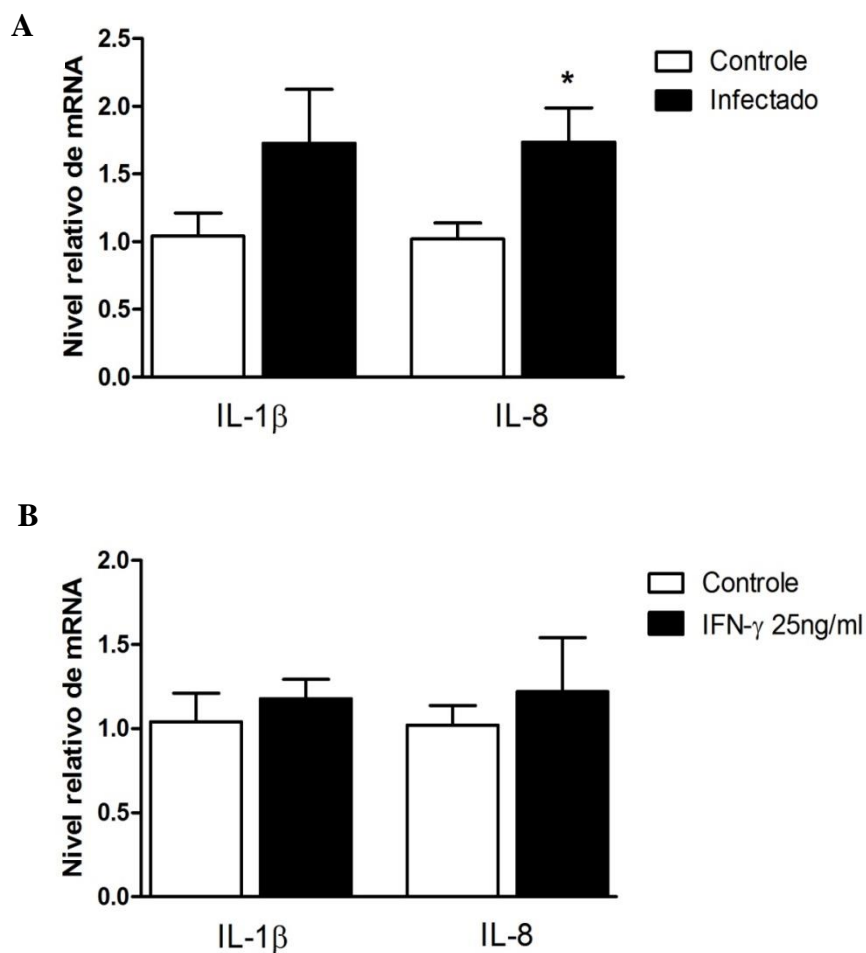 A
Nivel relativo de mRNA
2.5
2.0
1.5
1.0
0.5
0.0
*
Controle
Infectado
IL-1β IL-8
B
Nivel relativo de mRNA
2.0
1.5
1.0
0.5
0.0
Controle
IFN-γ 25ng/ml
IL-1β IL-8